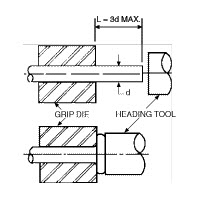 L = 3d MAX.
d
GRIP DIE
HEADING TOOL